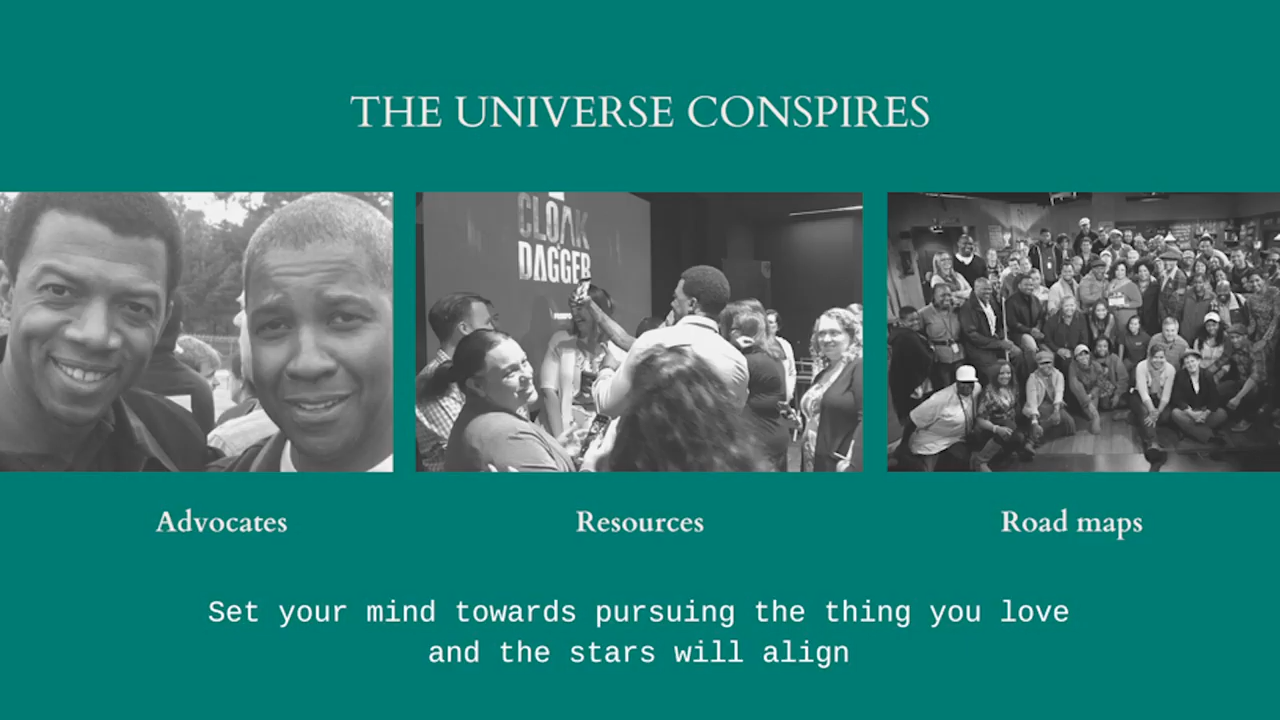 THE UNIVERSE CONSPIRES
CLOAK
DAGGER
Advocates
Resources
Road maps
Set your mind towards pursuing the thing you love
and the stars will align